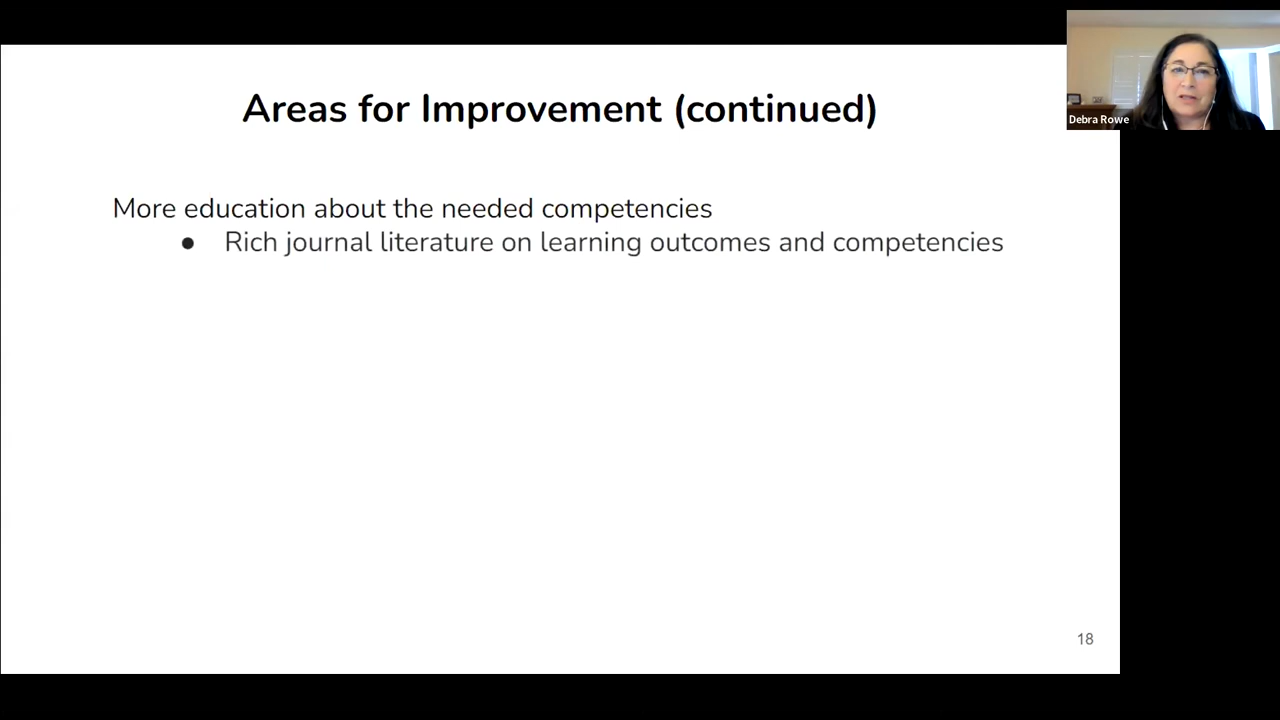 Areas for Improvement (continued)
Debra Rowe
More education about the needed competencies
● Rich journal literature on learning outcomes and competencies
18